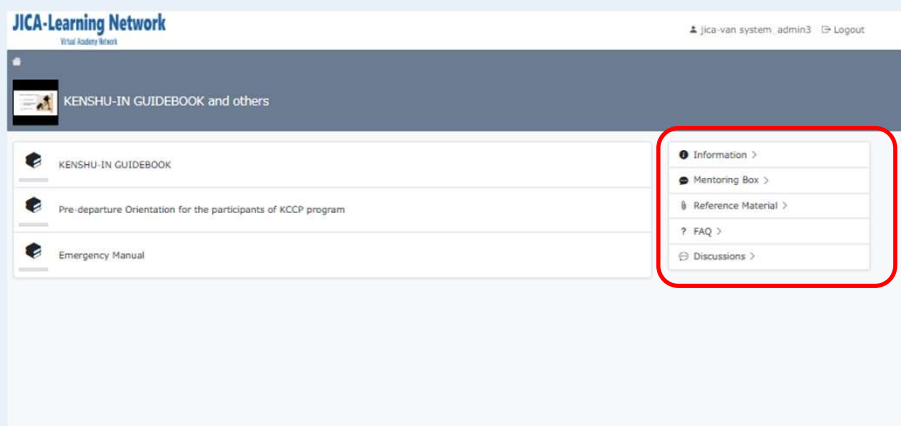 JICA-Learning Network
Virtual Academy Network
jica-van system_admin3 Logout
KENSHU-IN GUIDEBOOK and others
KENSHU-IN GUIDEBOOK
Pre-departure Orientation for the participants of KCCP program
Emergency Manual
Information >
Mentoring Box >
Reference Material >
? FAQ >
Discussions >